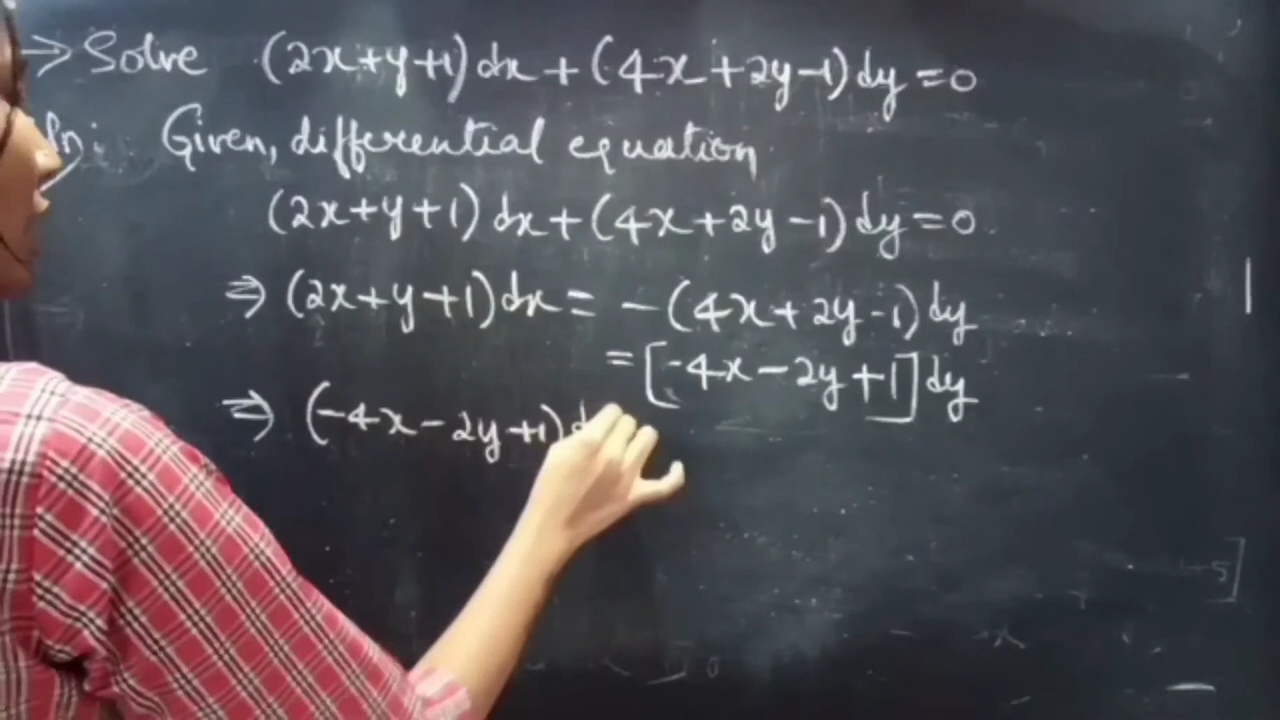 → Solve (2x+y+1)dx+(4x+2y-1)dy=0
ln: Given, differential equation
(2x+y+1)dx+(4x+2y-1)dy=0.
⇒ (2x+y+1)dx = -(4x+2y-1)dy
= [-4x-2y+1]dy
⇒ (-4x-2y+1)d